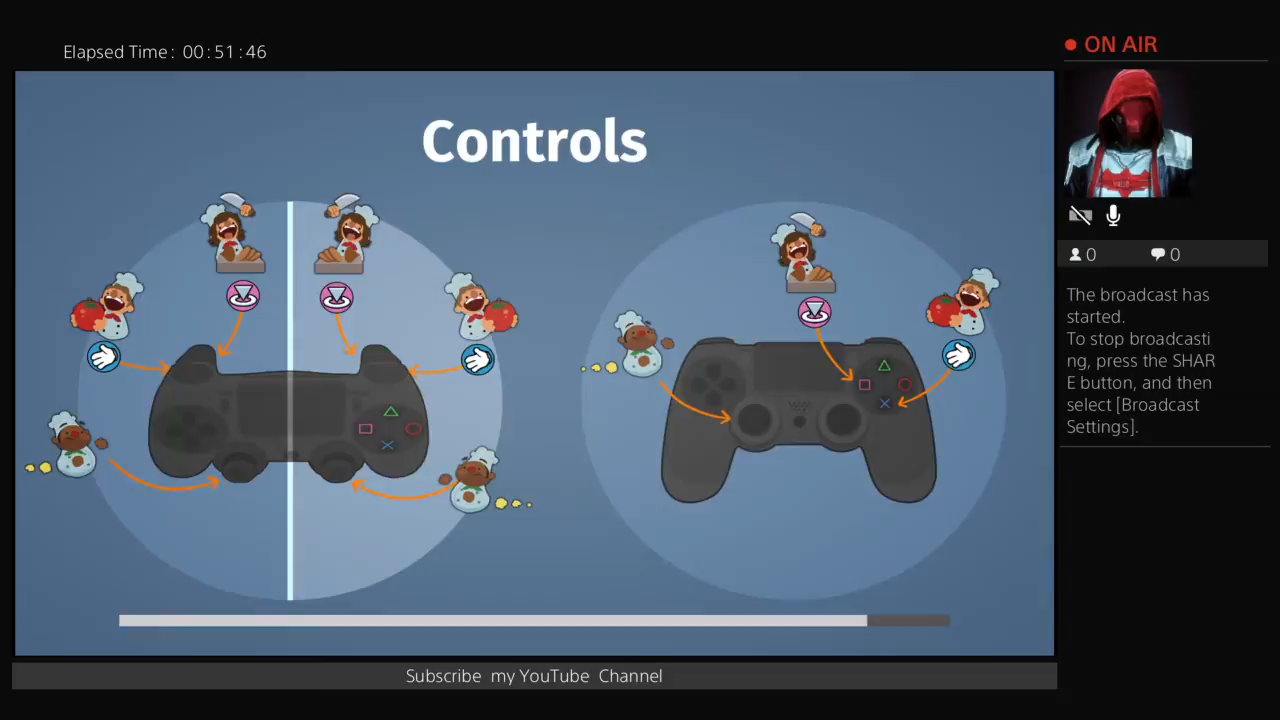 Elapsed Time: 00:51:46
ON AIR
Controls
0
0
The broadcast has
started.
To stop broadcasti
ng, press the SHAR
E button, and then
select [Broadcast
Settings].
Subscribe my YouTube Channel